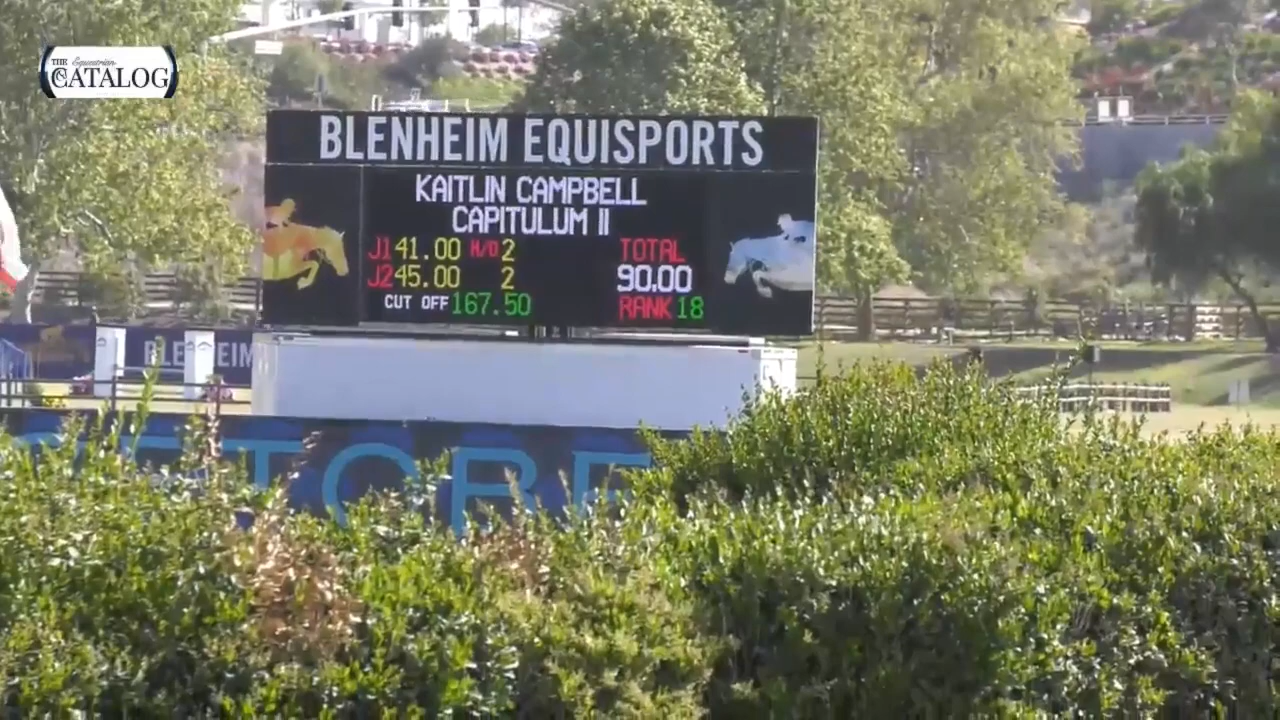 THE Equestrian
CATALOG
BLENHEIM EQUISPORTS
KAITLIN CAMPBELL
CAPITULUM II
J1 41.00 H/O 2 TOTAL
J2 45.00 2 90.00
CUT OFF 167.50 RANK 18